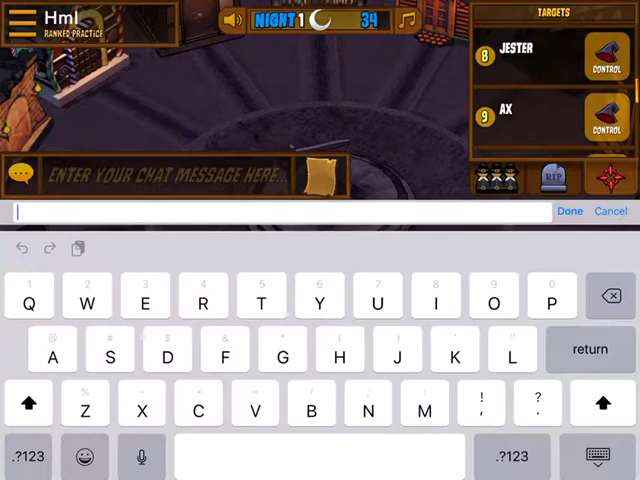 Hml
RANKED PRACTICE
NIGHT 1
34
TARGETS
8 JESTER
CONTROL
9 AX
CONTROL
ENTER YOUR CHAT MESSAGE HERE...
RIP
Done Cancel
1 2 3 4 5 6 7 8 9 0
Q W E R T Y U I O P
@ # $ & * ( ) ' "
A S D F G H J K L return
% - + = / ; : ! ?
Z X C V B N M , .
.?123 .?123